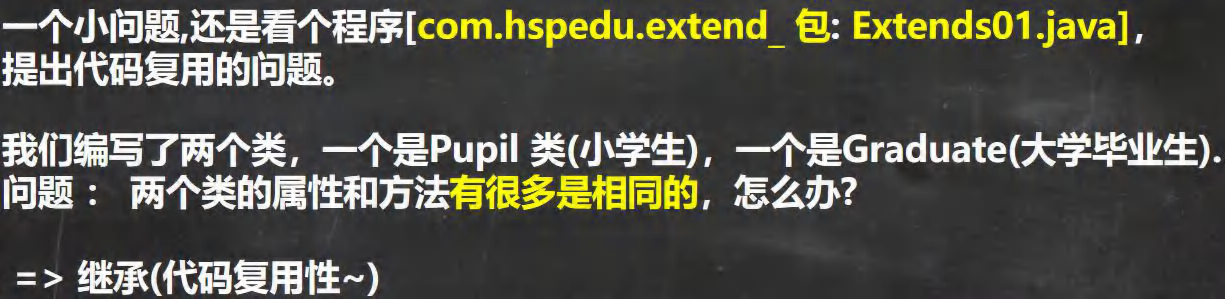 一个小问题,还是看个程序[com.hspedu.extend_ 包: Extends01.java]，
提出代码复用的问题。
我们编写了两个类，一个是Pupil 类(小学生)，一个是Graduate(大学毕业生).
问题： 两个类的属性和方法有很多是相同的，怎么办?
=> 继承(代码复用性~)